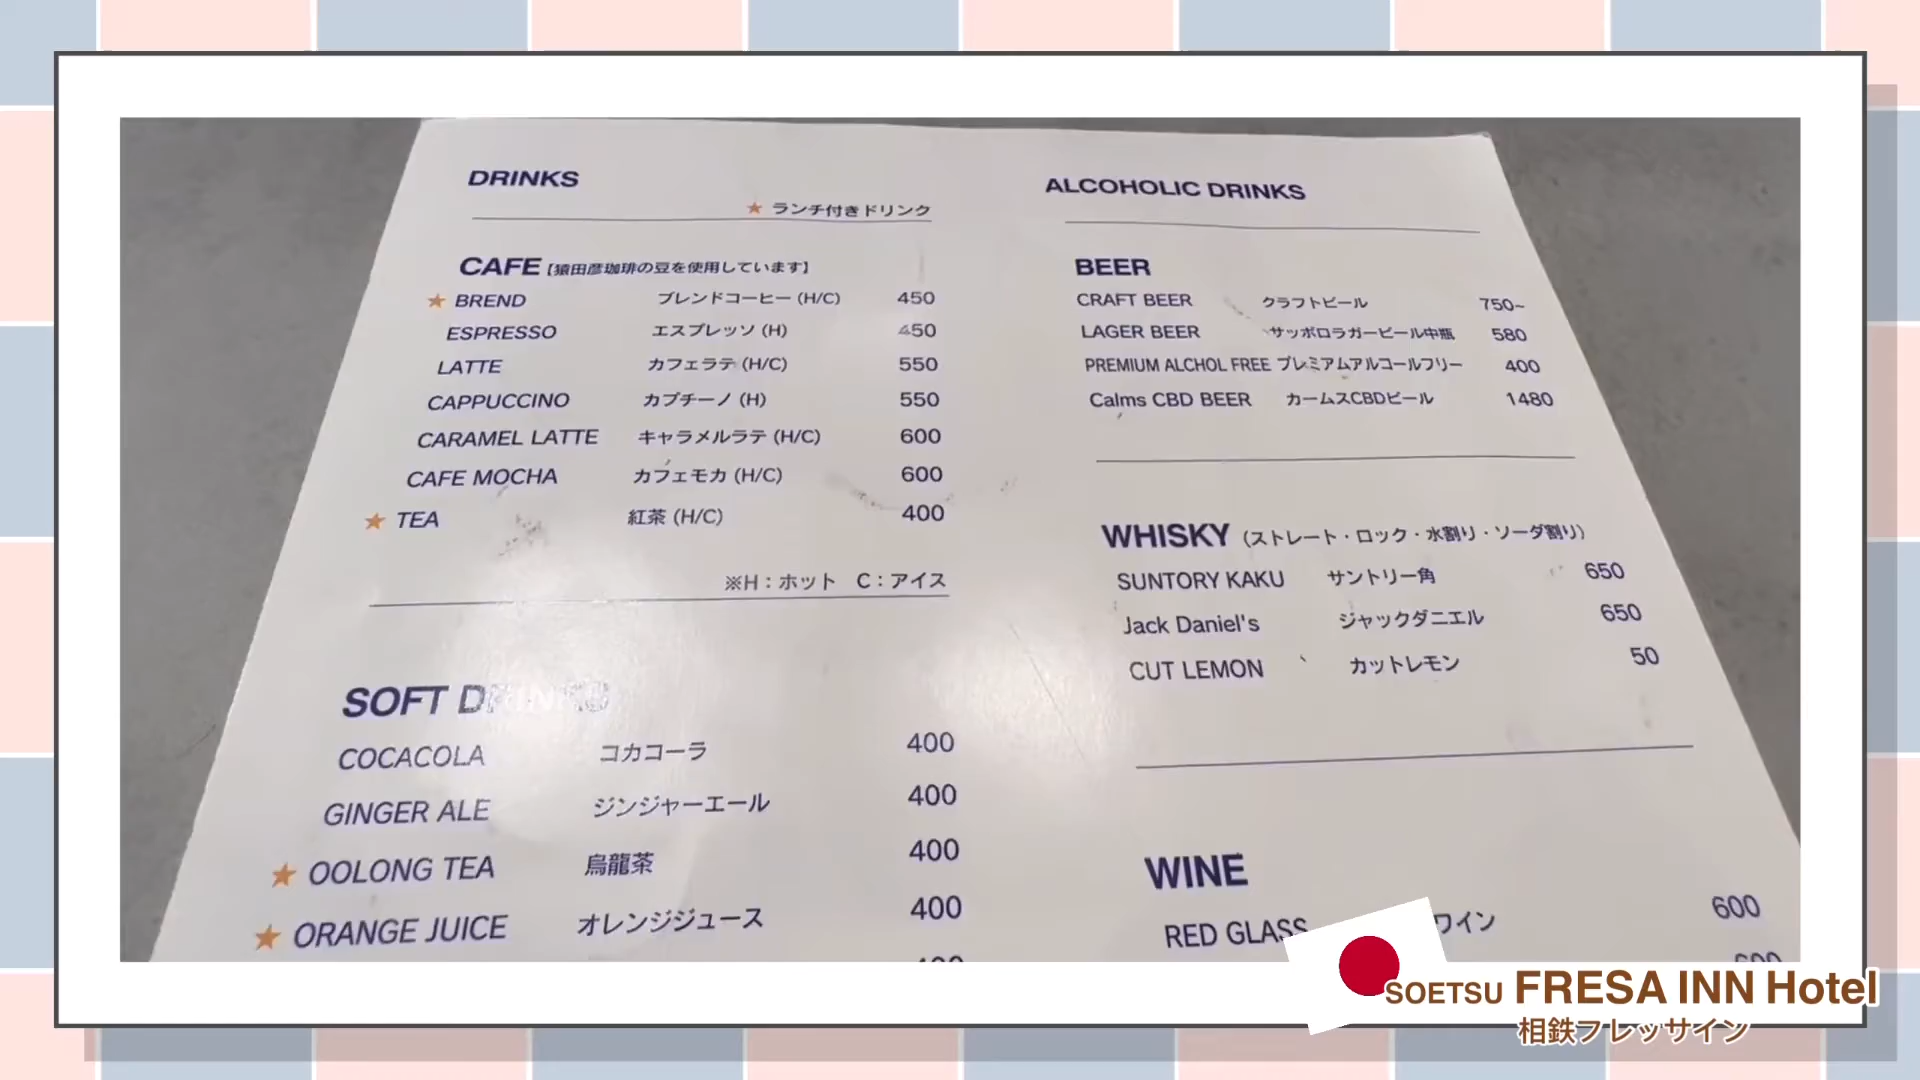 DRINKS
★ ランチ付きドリンク
CAFE【猿田彦珈琲の豆を使用しています】
★ BREND ブレンドコーヒー (H/C) 450
ESPRESSO エスプレッソ (H) 450
LATTE カフェラテ (H/C) 550
CAPPUCCINO カプチーノ (H) 550
CARAMEL LATTE キャラメルラテ (H/C) 600
CAFE MOCHA カフェモカ (H/C) 600
★ TEA 紅茶 (H/C) 400
※H：ホット C：アイス
SOFT DRINKS
COCACOLA コカコーラ 400
GINGER ALE ジンジャーエール 400
★ OOLONG TEA 烏龍茶 400
★ ORANGE JUICE オレンジジュース 400
ALCOHOLIC DRINKS
BEER
CRAFT BEER クラフトビール 750~
LAGER BEER サッポロラガービール中瓶 580
PREMIUM ALCHOL FREE プレミアムアルコールフリー 400
Calms CBD BEER カームスCBDビール 1480
WHISKY (ストレート・ロック・水割り・ソーダ割り)
SUNTORY KAKU サントリー角 650
Jack Daniel's ジャックダニエル 650
CUT LEMON カットレモン 50
WINE
RED GLASS ワイン 600
SOETSU FRESA INN Hotel
相鉄フレッサイン